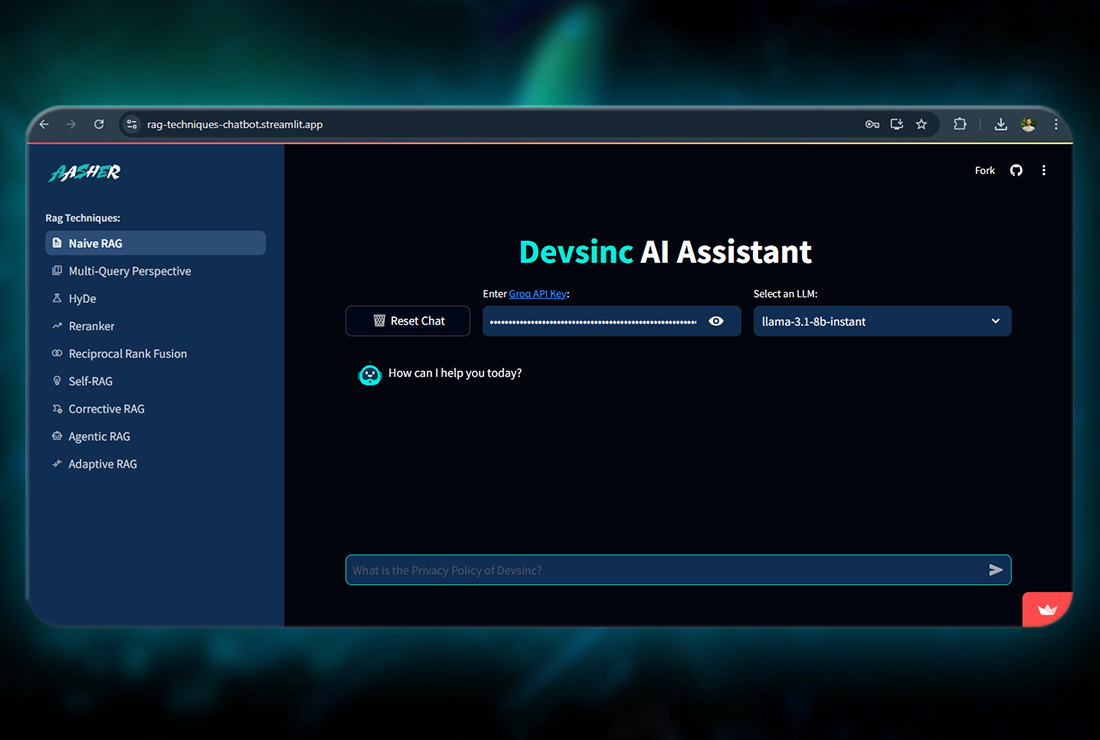 rag-techniques-chatbot.streamlit.app
AASHER
Fork
Rag Techniques:
Naive RAG
Multi-Query Perspective
HyDe
Reranker
Reciprocal Rank Fusion
Self-RAG
Corrective RAG
Agentic RAG
Adaptive RAG
Devsinc AI Assistant
Enter Groq API Key:
Select an LLM:
Reset Chat
llama-3.1-8b-instant
How can I help you today?
What is the Privacy Policy of Devsinc?